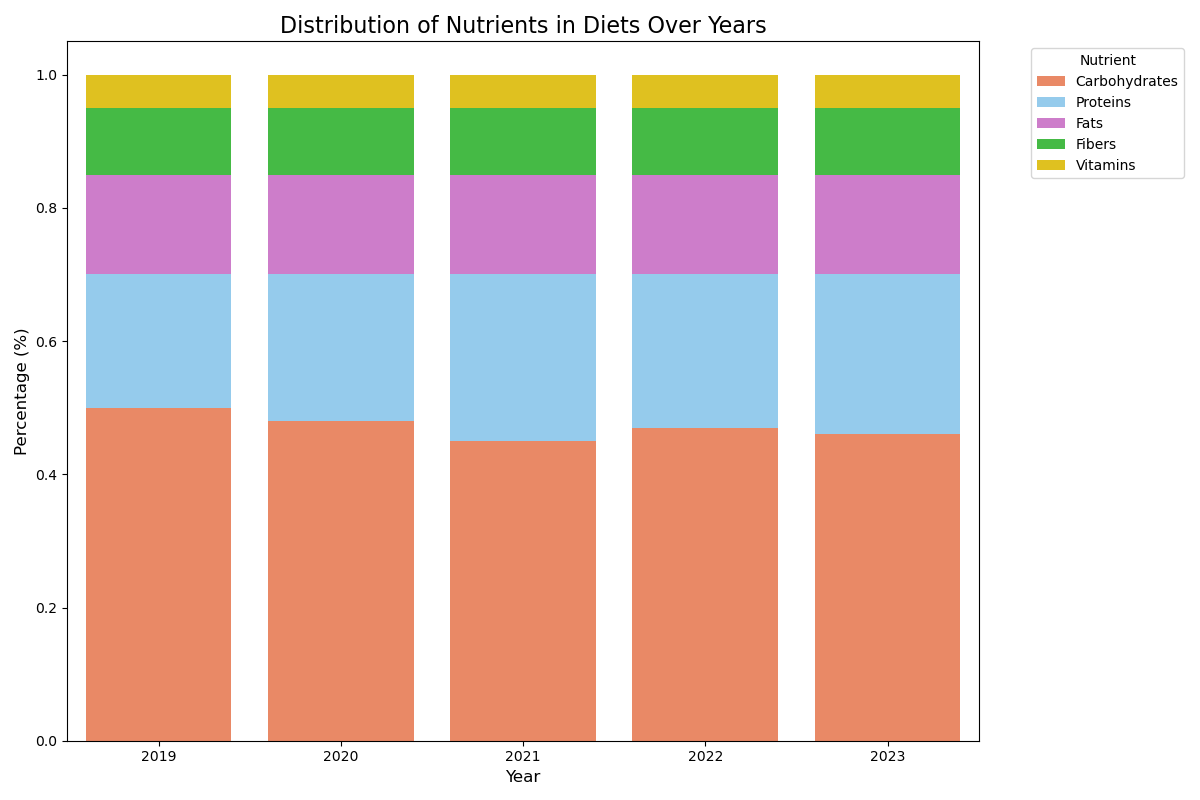 Distribution of Nutrients in Diets Over Years
Nutrient
Carbohydrates
Proteins
Fats
Fibers
Vitamins
Percentage (%)
1.0
0.8
0.6
0.4
0.2
0.0
2019 2020 2021 2022 2023
Year